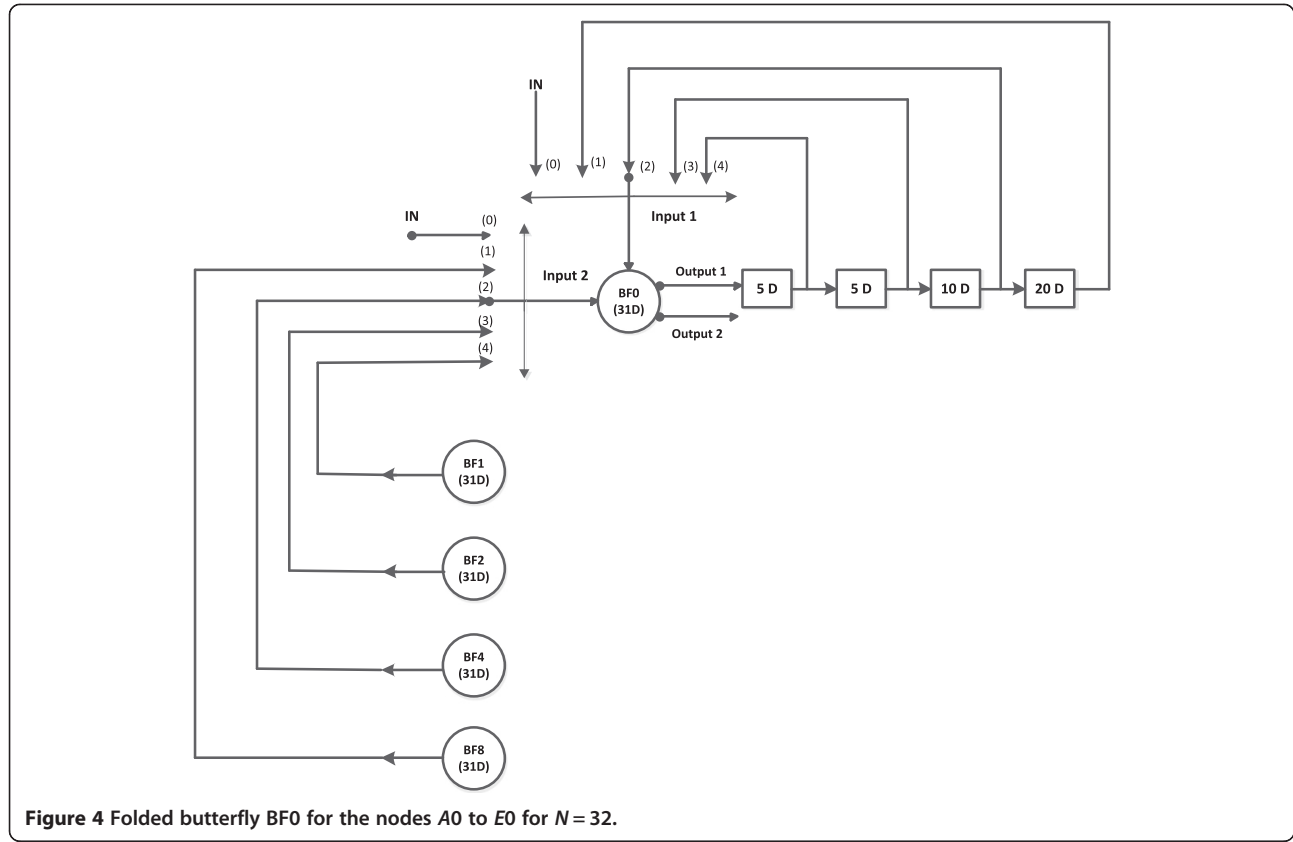 IN
(0)
(1)
(2)
(3)
(4)
Input 1
IN
(0)
(1)
(2)
(3)
(4)
Input 2
BF0
(31D)
Output 1
Output 2
5 D
5 D
10 D
20 D
BF1
(31D)
BF2
(31D)
BF4
(31D)
BF8
(31D)
Figure 4 Folded butterfly BF0 for the nodes A0 to E0 for N = 32.